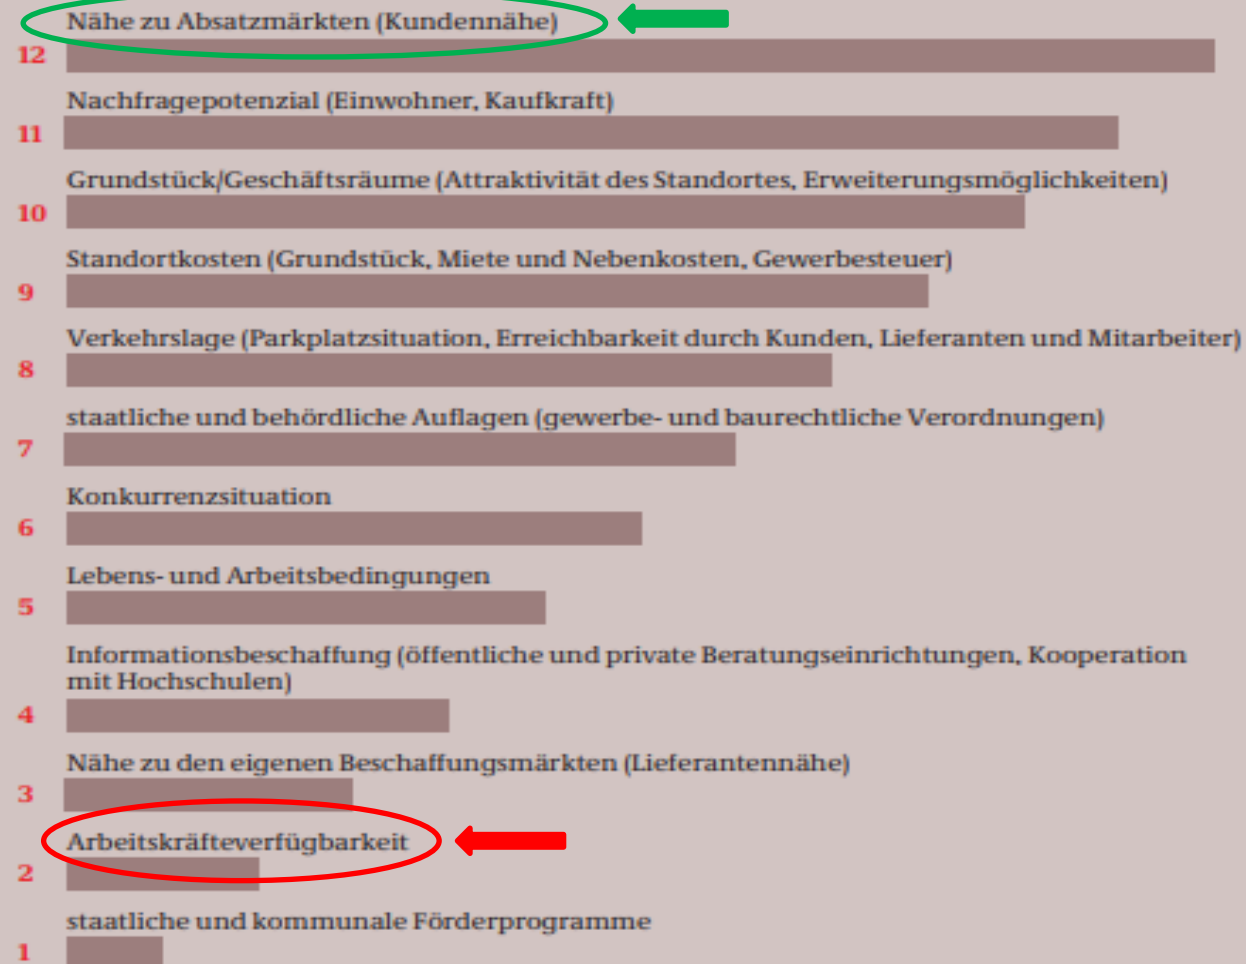 Nähe zu Absatzmärkten (Kundennähe)
12
Nachfragepotenzial (Einwohner, Kaufkraft)
11
Grundstück/Geschäftsräume (Attraktivität des Standortes, Erweiterungsmöglichkeiten)
10
Standortkosten (Grundstück, Miete und Nebenkosten, Gewerbesteuer)
9
Verkehrslage (Parkplatzsituation, Erreichbarkeit durch Kunden, Lieferanten und Mitarbeiter)
8
staatliche und behördliche Auflagen (gewerbe- und baurechtliche Verordnungen)
7
Konkurrenzsituation
6
Lebens- und Arbeitsbedingungen
5
Informationsbeschaffung (öffentliche und private Beratungseinrichtungen, Kooperation
mit Hochschulen)
4
Nähe zu den eigenen Beschaffungsmärkten (Lieferantennähe)
3
Arbeitskräfteverfügbarkeit
2
staatliche und kommunale Förderprogramme
1